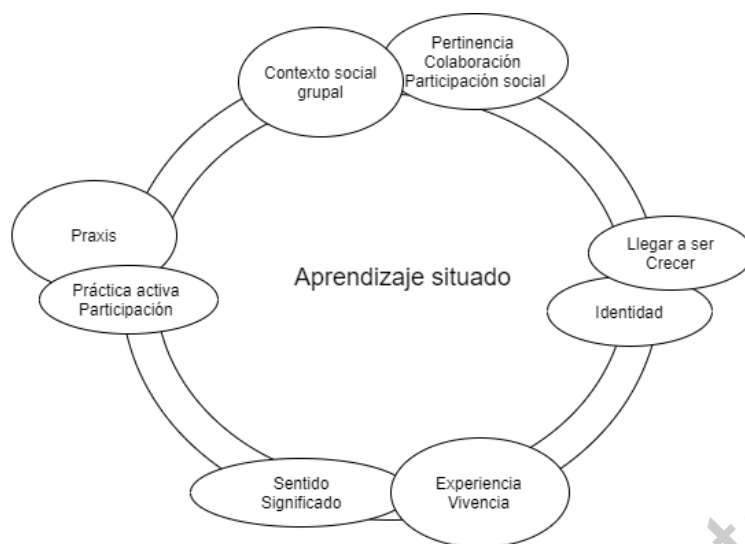 Pertinencia
Colaboración
Participación social
Contexto social
grupal
Praxis
Práctica activa
Participación
Aprendizaje situado
Llegar a ser
Crecer
Identidad
Sentido
Significado
Experiencia
Vivencia